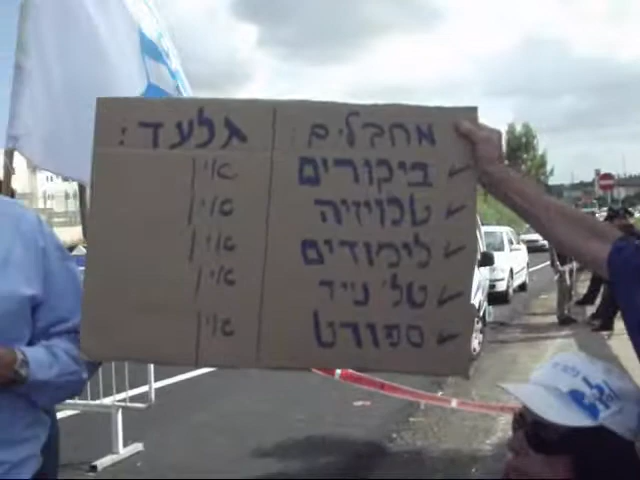 מחבלים: גלעד:
✓ ביקורים אין
✓ טלויזיה אין
✓ לימודים אין
✓ טל' נייד אין
✓ ספורט אין